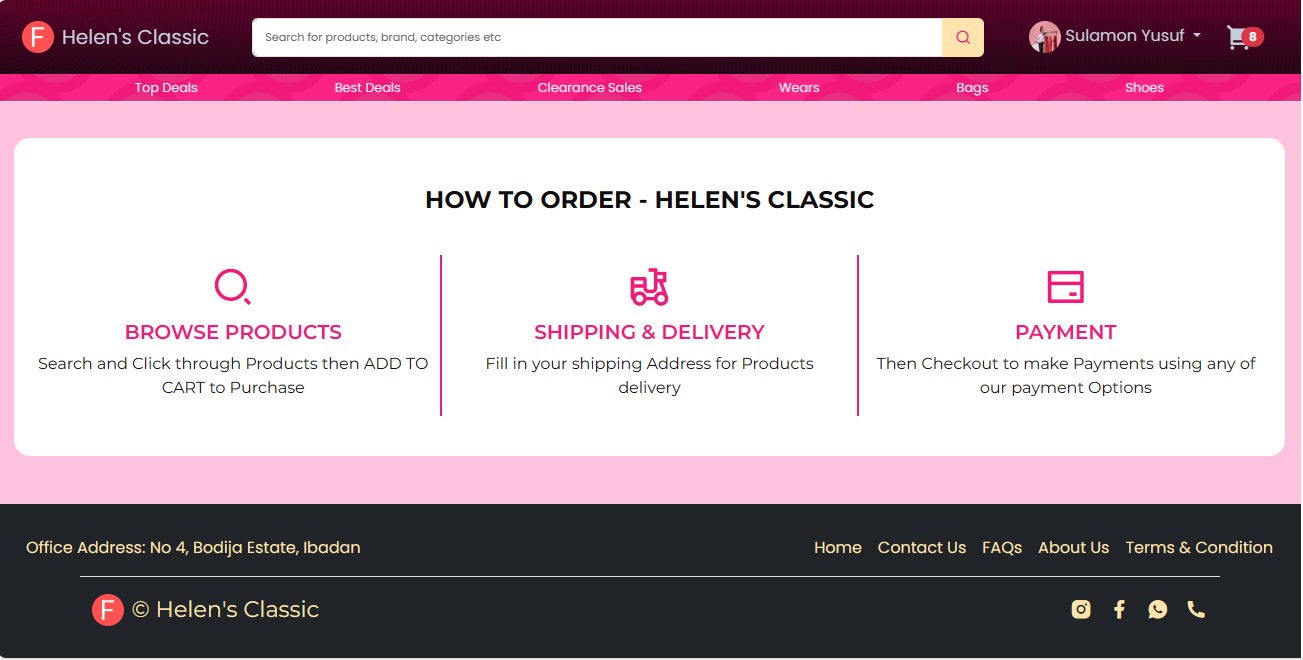 F Helen's Classic
Search for products, brand, categories etc
Sulamon Yusuf
8
Top Deals Best Deals Clearance Sales Wears Bags Shoes
HOW TO ORDER - HELEN'S CLASSIC
BROWSE PRODUCTS
Search and Click through Products then ADD TO
CART to Purchase
SHIPPING & DELIVERY
Fill in your shipping Address for Products
delivery
PAYMENT
Then Checkout to make Payments using any of
our payment Options
Office Address: No 4, Bodija Estate, Ibadan
Home Contact Us FAQs About Us Terms & Condition
F © Helen's Classic